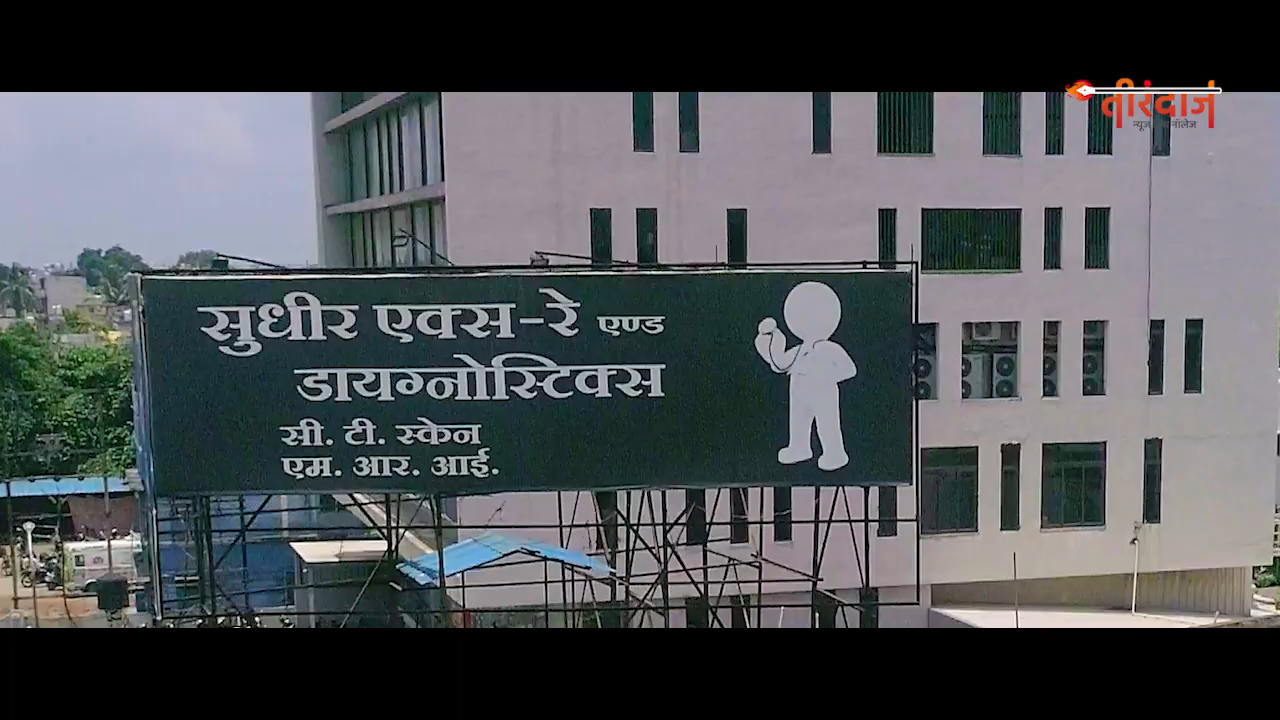 तीरंदाज
न्यूज
नॉलेज
सुधीर एक्स-रे एण्ड
डायग्नोस्टिक्स
सी. टी. स्केन
एम. आर. आई.